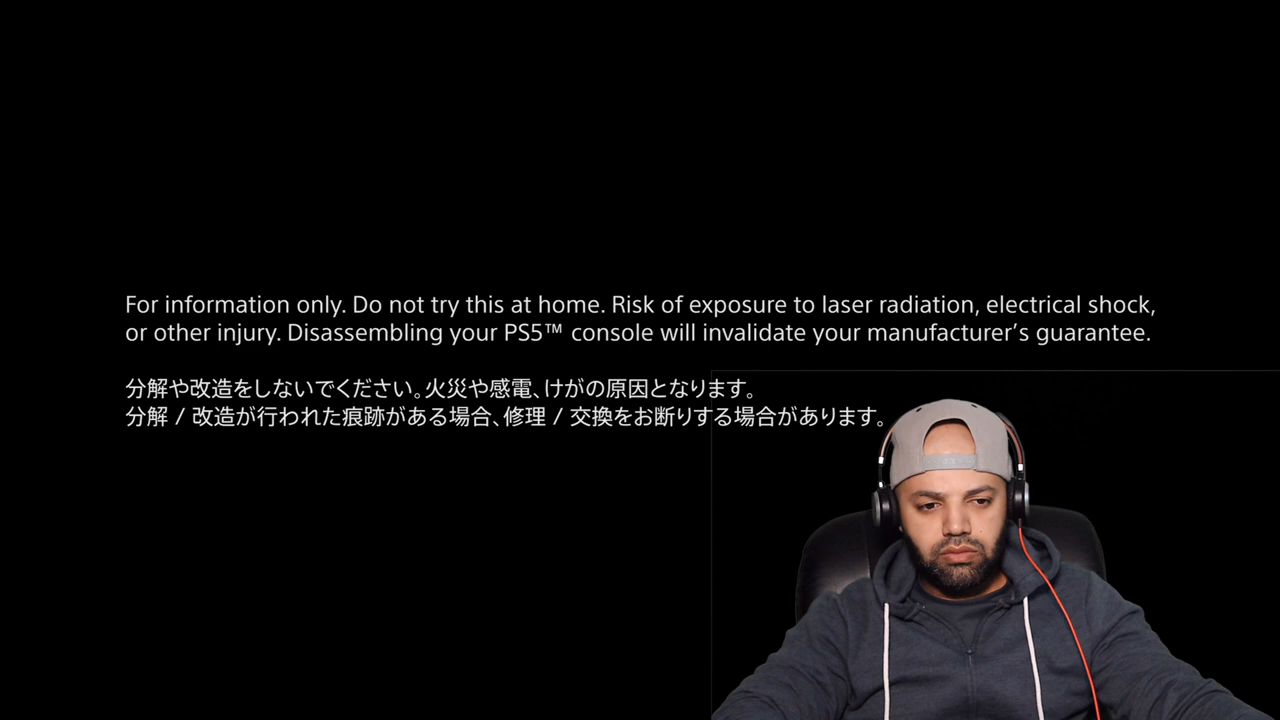 For information only. Do not try this at home. Risk of exposure to laser radiation, electrical shock,
or other injury. Disassembling your PS5™ console will invalidate your manufacturer’s guarantee.
分解や改造をしないでください。火災や感電、けがの原因となります。
分解 / 改造が行われた痕跡がある場合、修理 / 交換をお断りする場合があります。